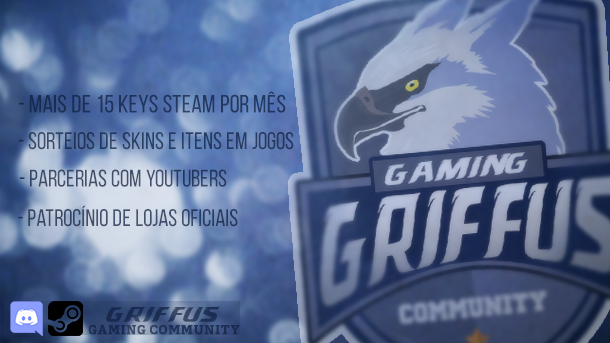 - MAIS DE 15 KEYS STEAM POR MÊS
- SORTEIOS DE SKINS E ITENS EM JOGOS
- PARCERIAS COM YOUTUBERS
- PATROCÍNIO DE LOJAS OFICIAIS
GAMING
GRIFFUS
COMMUNITY
GRIFFUS
GAMING COMMUNITY